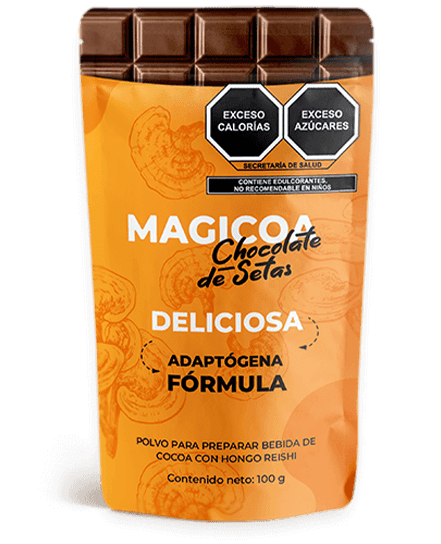 EXCESO
CALORÍAS
EXCESO
AZÚCARES
SECRETARÍA DE SALUD
CONTIENE EDULCORANTES,
NO RECOMENDABLE EN NIÑOS
MAGICOA
Chocolate
de Setas
DELICIOSA
ADAPTÓGENA
FÓRMULA
POLVO PARA PREPARAR BEBIDA DE
COCOA CON HONGO REISHI
Contenido neto: 100 g